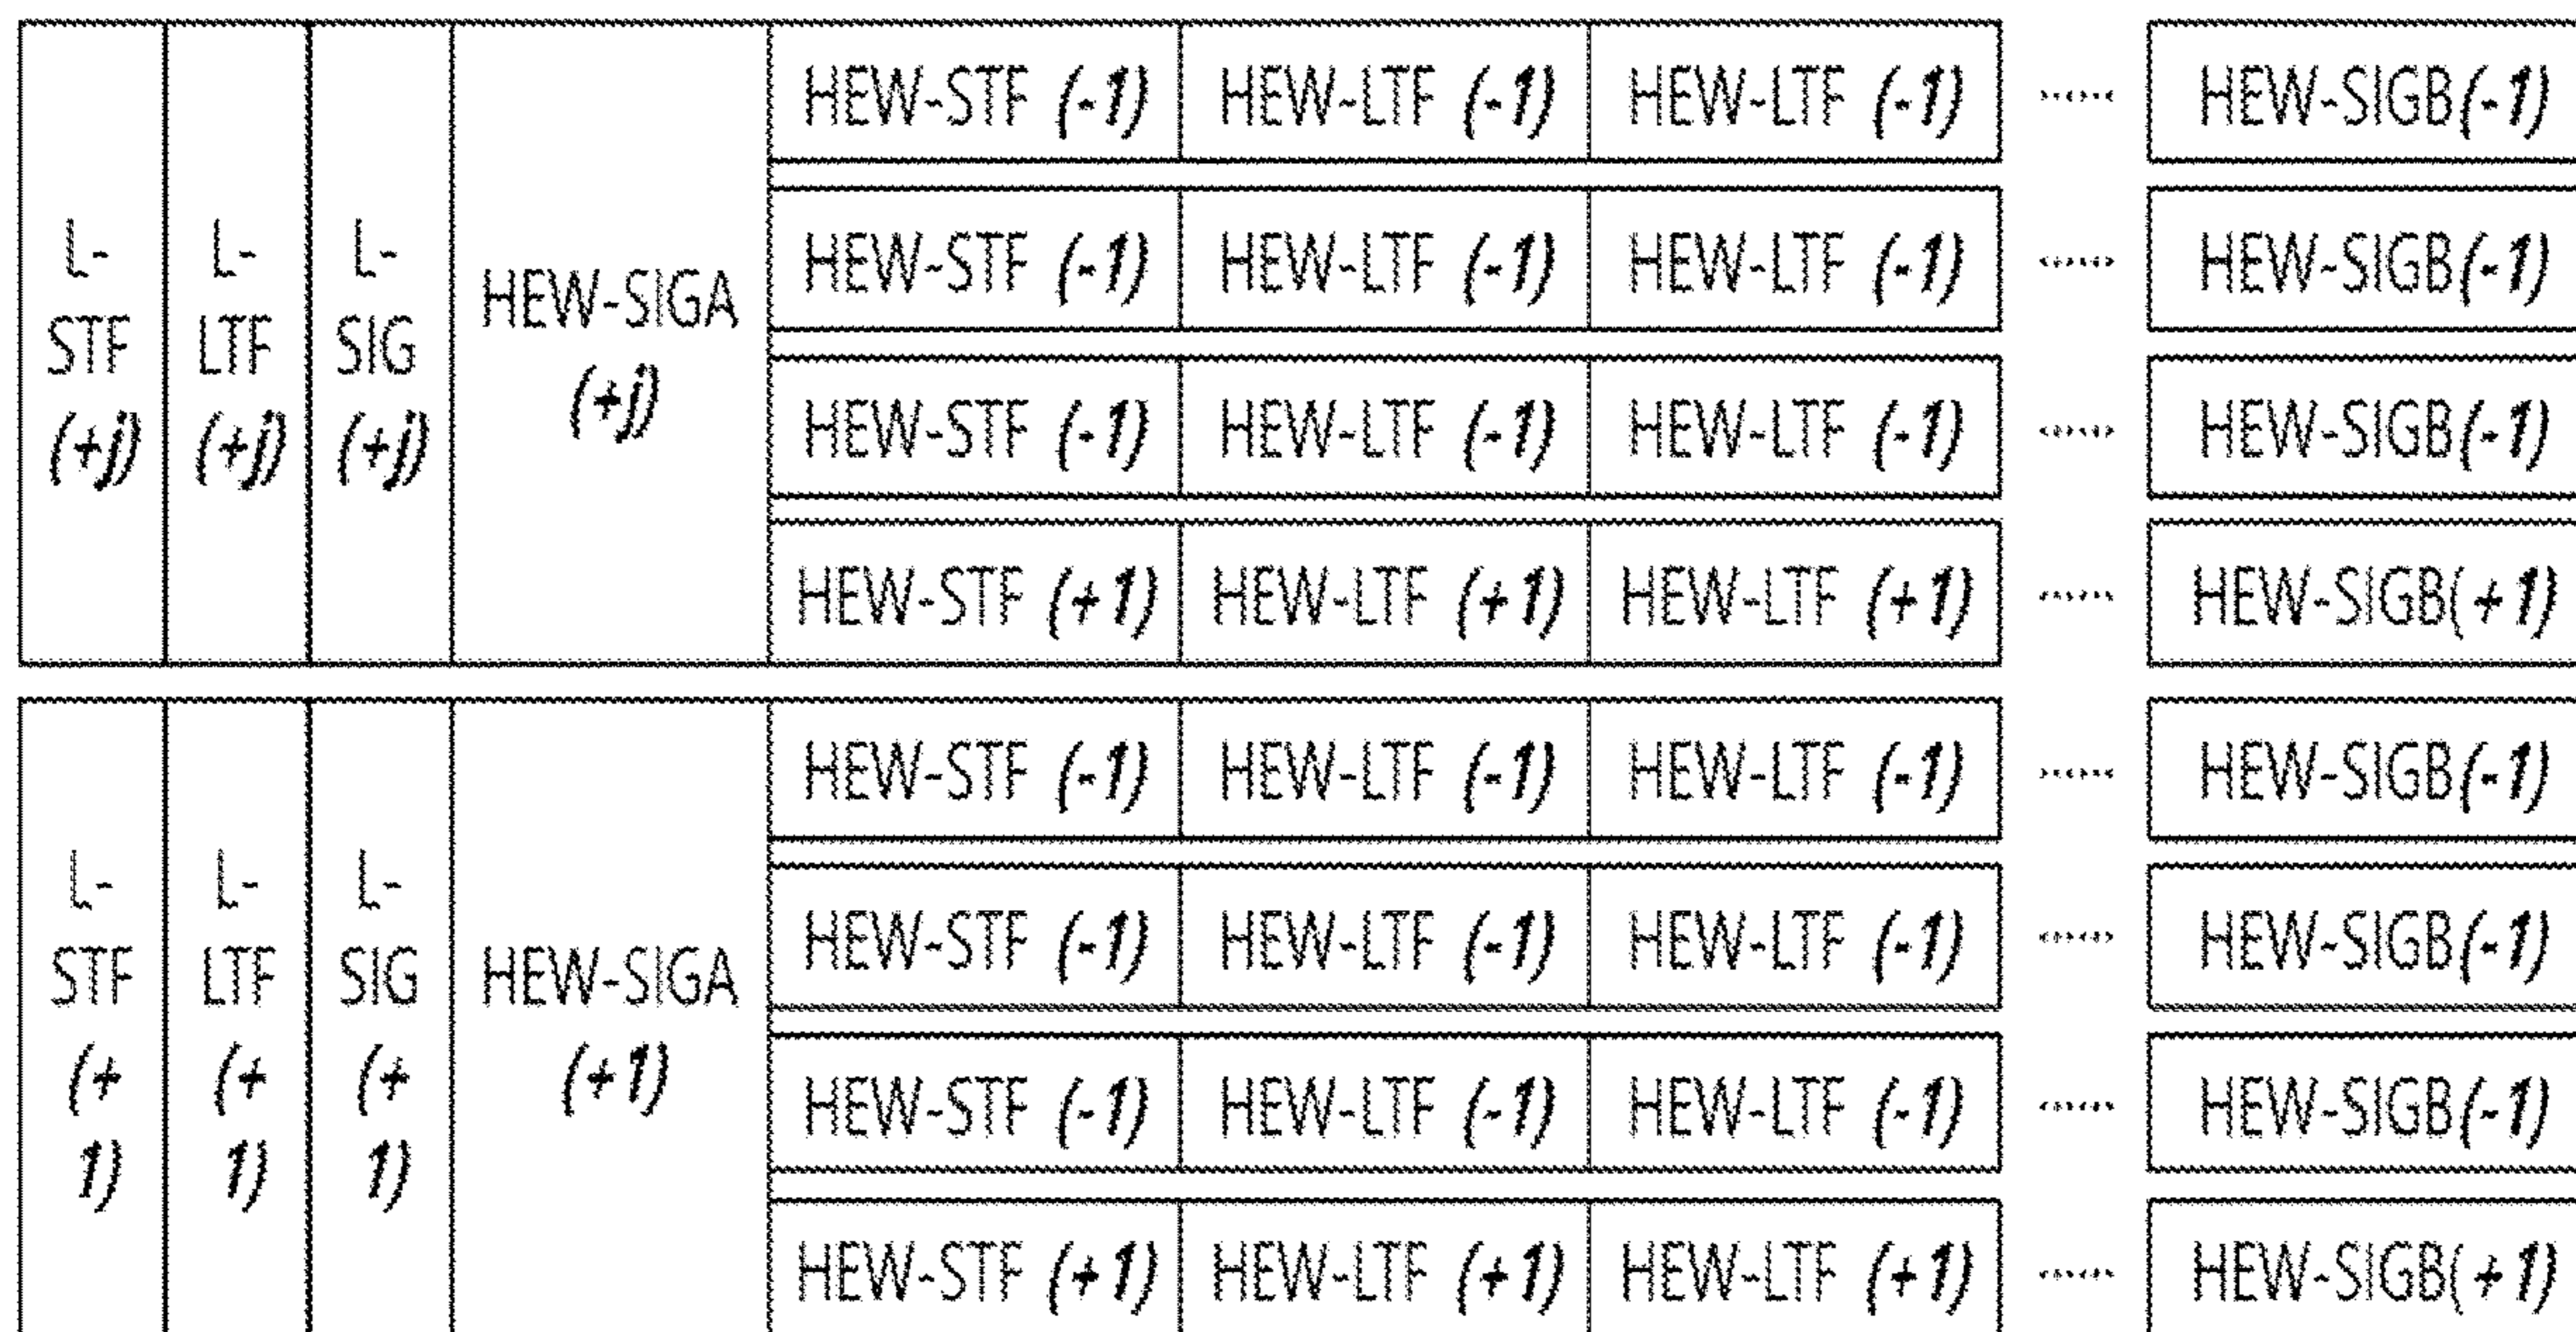 L-
STF
(+j)
L-
LTF
(+j)
L-
SIG
(+j)
HEW-SIGA
(+j)
HEW-STF (-1) HEW-LTF (-1) HEW-LTF (-1) ...... HEW-SIGB(-1)
HEW-STF (-1) HEW-LTF (-1) HEW-LTF (-1) ...... HEW-SIGB(-1)
HEW-STF (-1) HEW-LTF (-1) HEW-LTF (-1) ...... HEW-SIGB(-1)
HEW-STF (+1) HEW-LTF (+1) HEW-LTF (+1) ...... HEW-SIGB(+1)
L-
STF
(+
1)
L-
LTF
(+
1)
L-
SIG
(+
1)
HEW-SIGA
(+1)
HEW-STF (-1) HEW-LTF (-1) HEW-LTF (-1) ...... HEW-SIGB(-1)
HEW-STF (-1) HEW-LTF (-1) HEW-LTF (-1) ...... HEW-SIGB(-1)
HEW-STF (-1) HEW-LTF (-1) HEW-LTF (-1) ...... HEW-SIGB(-1)
HEW-STF (+1) HEW-LTF (+1) HEW-LTF (+1) ...... HEW-SIGB(+1)